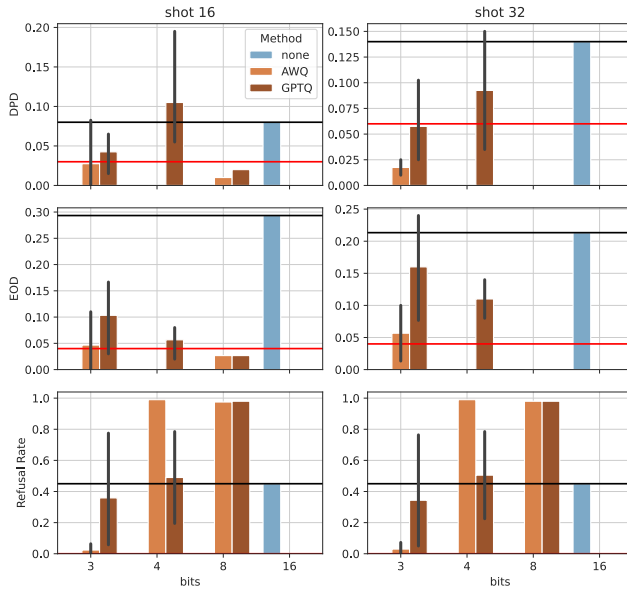 shot 16
shot 32
Method
none
AWQ
GPTQ
DPD
0.20
0.15
0.10
0.05
0.00
0.150
0.125
0.100
0.075
0.050
0.025
0.000
EOD
0.30
0.25
0.20
0.15
0.10
0.05
0.00
0.25
0.20
0.15
0.10
0.05
0.00
Refusal Rate
1.0
0.8
0.6
0.4
0.2
0.0
1.0
0.8
0.6
0.4
0.2
0.0
3 4 8 16
bits
3 4 8 16
bits